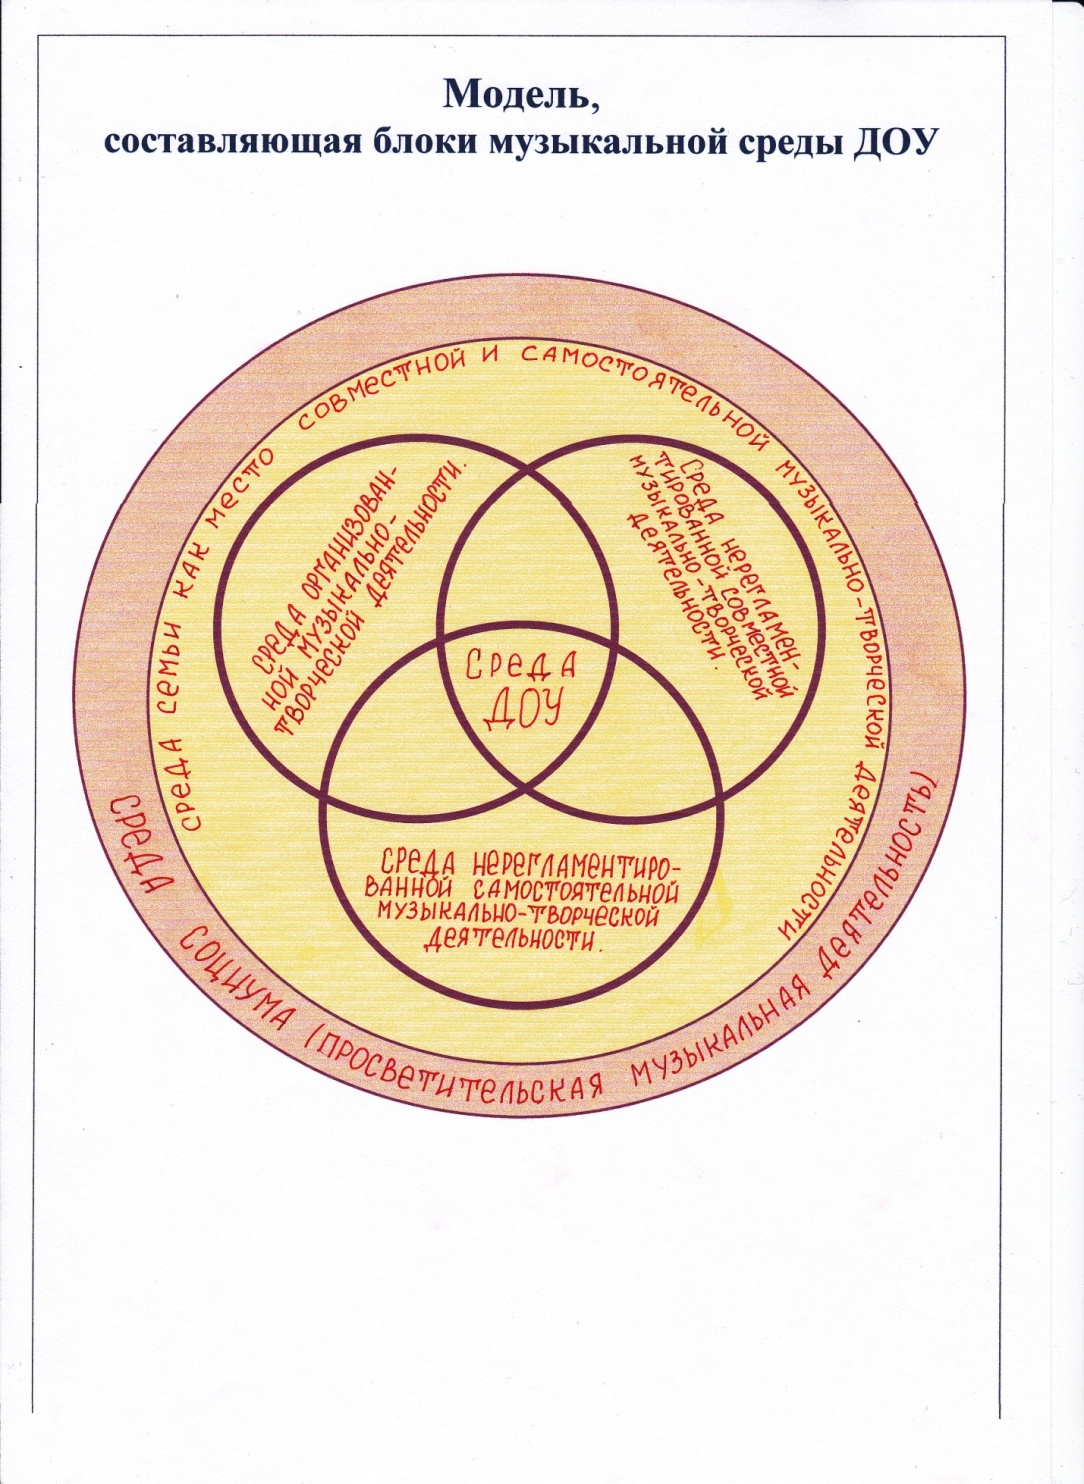 Модель,
составляющая блоки музыкальной среды ДОУ
СРЕДА СЕМЬИ КАК МЕСТО СОВМЕСТНОЙ И САМОСТОЯТЕЛЬНОЙ МУЗЫКАЛЬНО-ТВОРЧЕСКОЙ ДЕЯТЕЛЬНОСТИ
СРЕДА ОРГАНИЗОВАН-
НОЙ МУЗЫКАЛЬНО-
ТВОРЧЕСКОЙ ДЕЯТЕЛЬНОСТИ.
СРЕДА НЕРЕГЛАМЕН-
ТИРОВАННОЙ СОВМЕСТНОЙ
МУЗЫКАЛЬНО-ТВОРЧЕСКОЙ
ДЕЯТЕЛЬНОСТИ.
СРЕДА
ДОУ
СРЕДА НЕРЕГЛАМЕНТИРО-
ВАННОЙ САМОСТОЯТЕЛЬНОЙ
МУЗЫКАЛЬНО-ТВОРЧЕСКОЙ
ДЕЯТЕЛЬНОСТИ.
СРЕДА СОЦИУМА (ПРОСВЕТИТЕЛЬСКАЯ МУЗЫКАЛЬНАЯ ДЕЯТЕЛЬНОСТЬ)